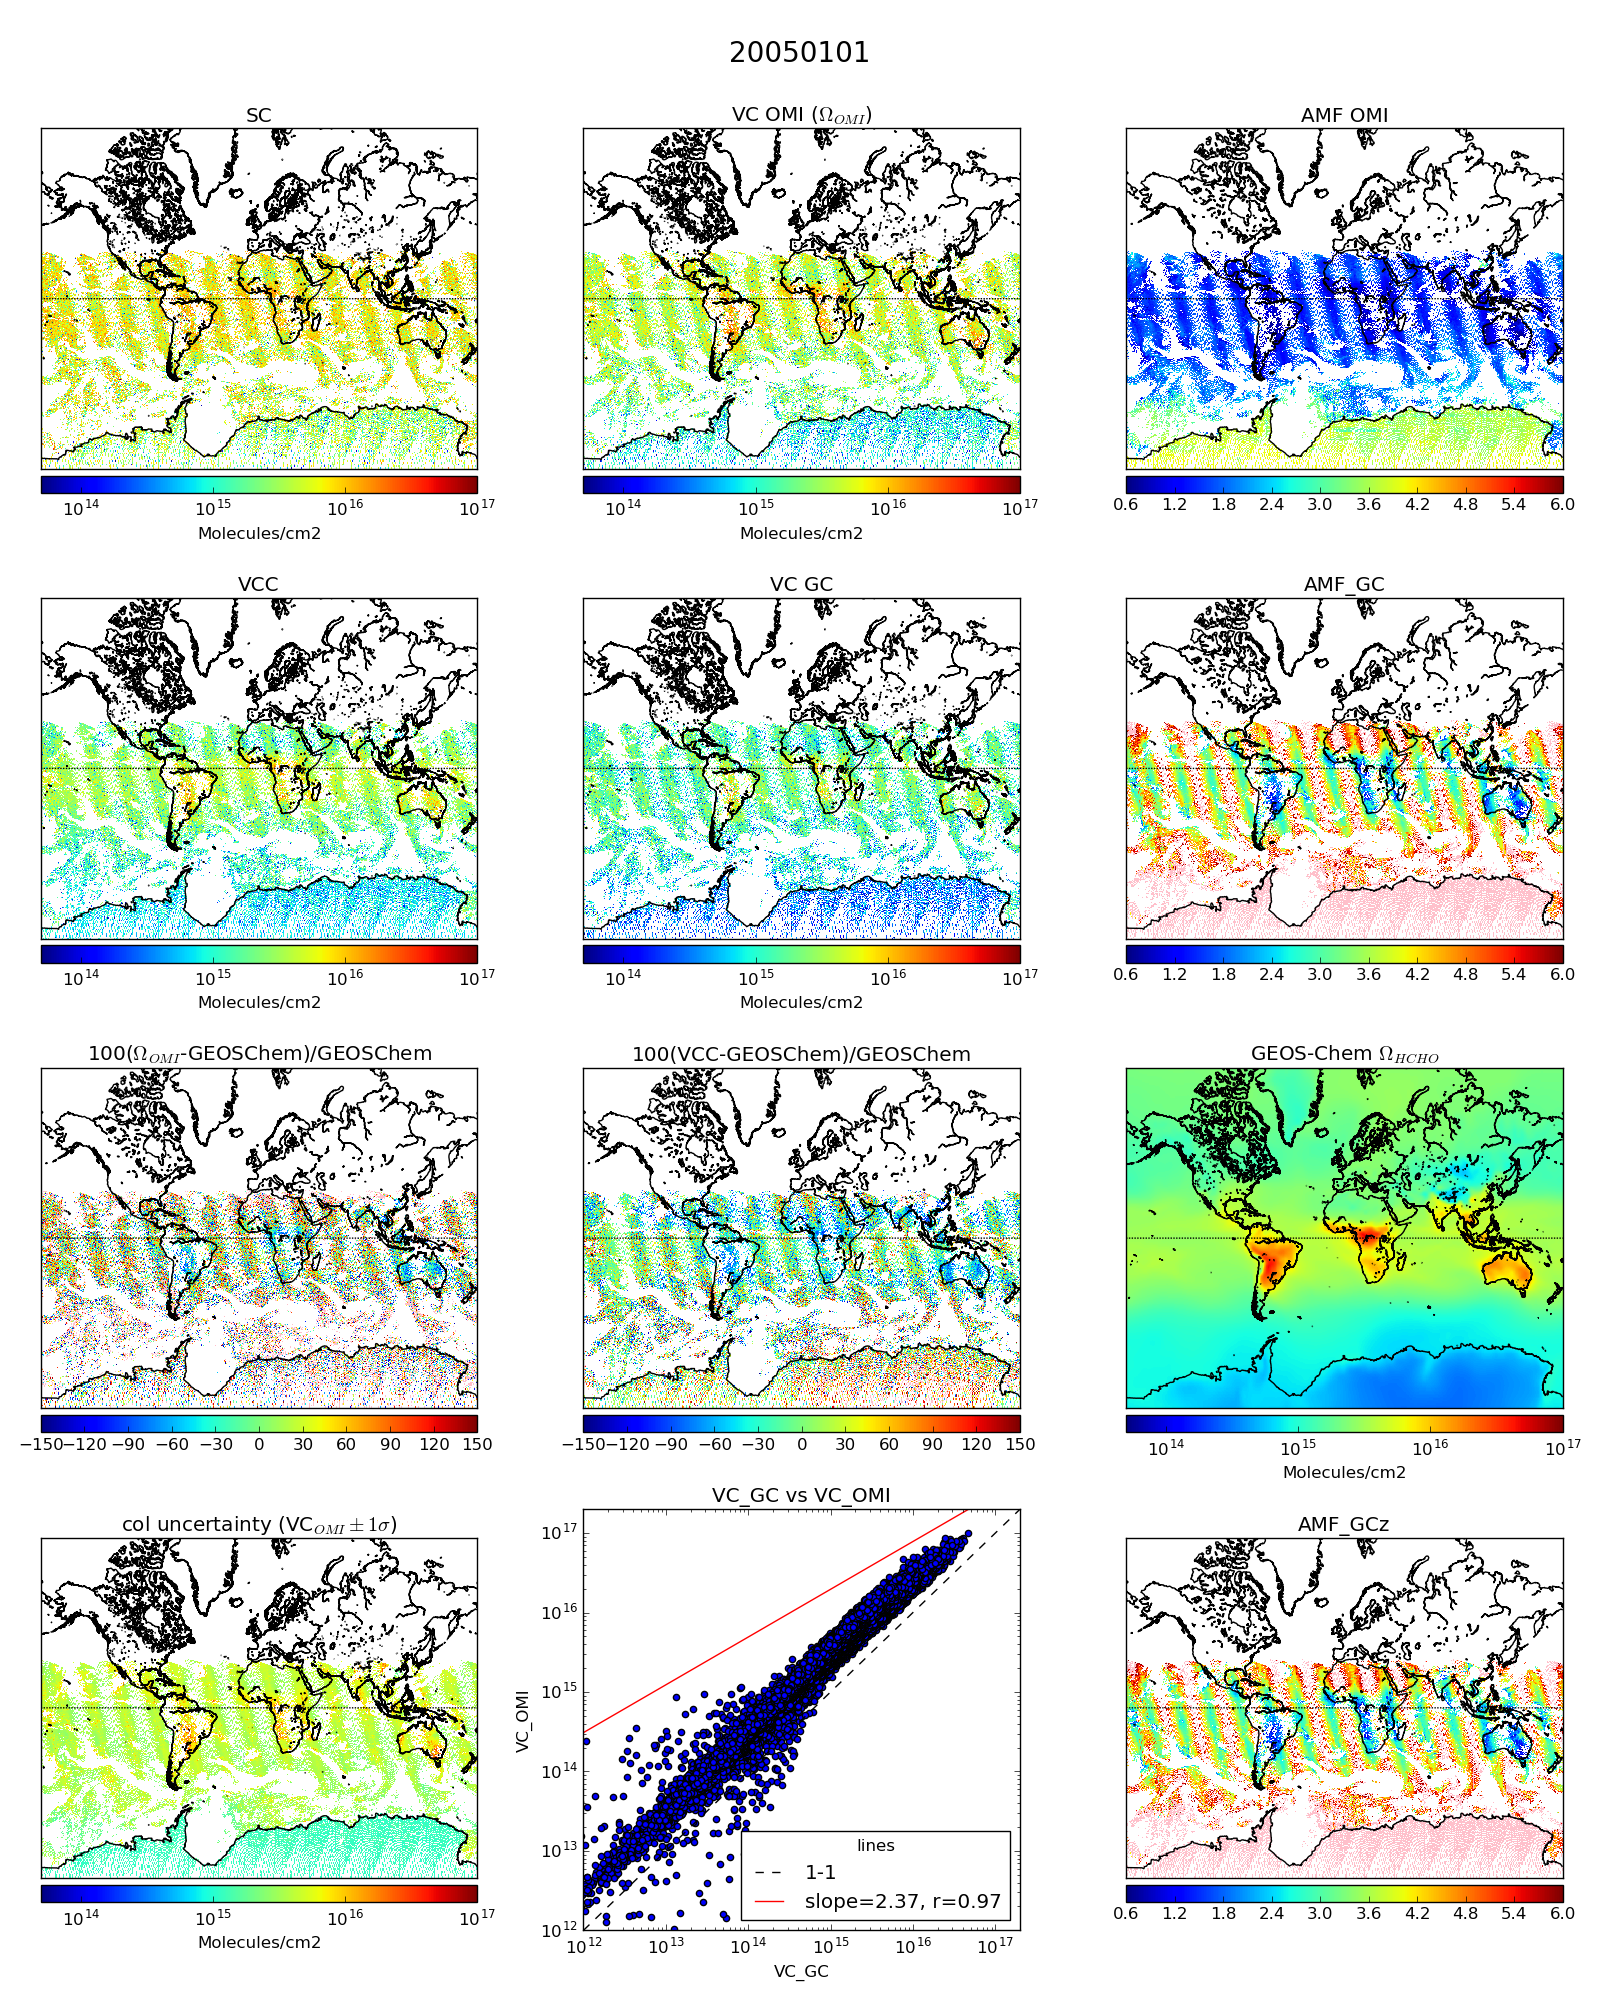 20050101
SC
VC OMI (Ω_OMI)
AMF OMI
10^14 10^15 10^16 10^17
Molecules/cm2
10^14 10^15 10^16 10^17
Molecules/cm2
0.6 1.2 1.8 2.4 3.0 3.6 4.2 4.8 5.4 6.0
VCC
VC GC
AMF_GC
10^14 10^15 10^16 10^17
Molecules/cm2
10^14 10^15 10^16 10^17
Molecules/cm2
0.6 1.2 1.8 2.4 3.0 3.6 4.2 4.8 5.4 6.0
100(Ω_OMI-GEOSChem)/GEOSChem
100(VCC-GEOSChem)/GEOSChem
GEOS-Chem Ω_HCHO
−150 −120 −90 −60 −30 0 30 60 90 120 150
−150 −120 −90 −60 −30 0 30 60 90 120 150
10^14 10^15 10^16 10^17
Molecules/cm2
col uncertainty (VC_OMI ± 1σ)
VC_GC vs VC_OMI
AMF_GCz
10^14 10^15 10^16 10^17
Molecules/cm2
10^17
10^16
10^15
10^14
10^13
10^12
VC_OMI
lines
1-1
slope=2.37, r=0.97
10^12 10^13 10^14 10^15 10^16 10^17
VC_GC
0.6 1.2 1.8 2.4 3.0 3.6 4.2 4.8 5.4 6.0